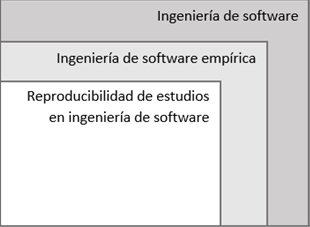 Ingeniería de software
Ingeniería de software empírica
Reproducibilidad de estudios
en ingeniería de software